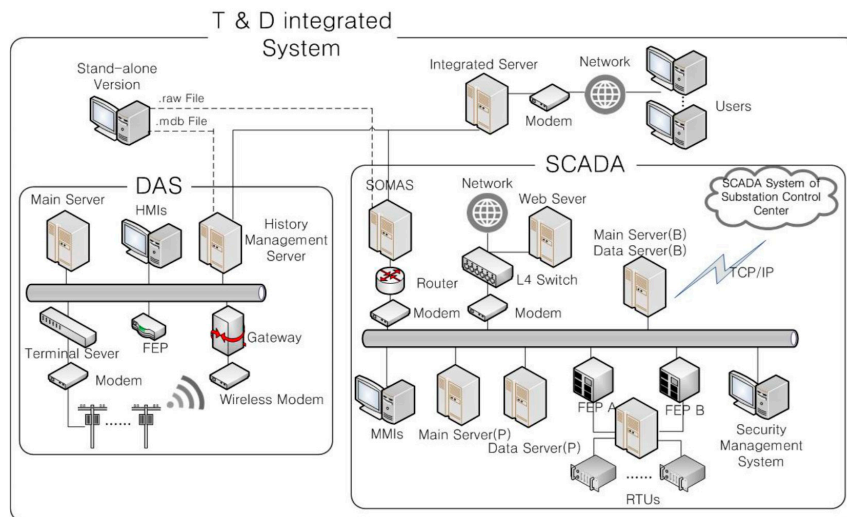 T & D integrated
System
Stand-alone
Version
.raw File
.mdb File
Integrated Server
Modem
Network
Users
DAS
Main Server
HMIs
History
Management
Server
Terminal Sever
FEP
Gateway
Modem
Wireless Modem
......
SCADA
SOMAS
Network
Web Sever
SCADA System of
Substation Control
Center
Main Server(B)
Data Server(B)
TCP/IP
Router
L4 Switch
Modem
Modem
MMIs
Main Server(P)
Data Server(P)
FEP A
FEP B
Security
Management
System
......
RTUs